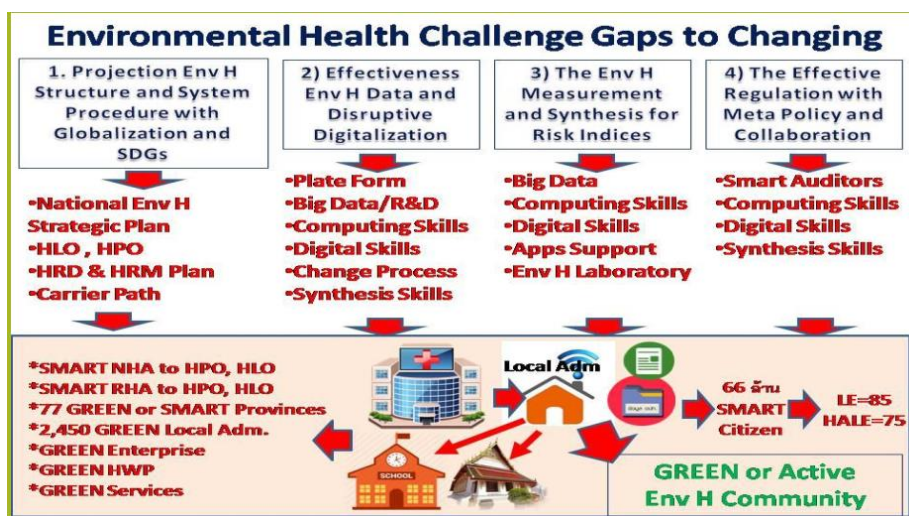 Environmental Health Challenge Gaps to Changing
1. Projection Env H
Structure and System
Procedure with
Globalization and
SDGs
2) Effectiveness
Env H Data and
Disruptive
Digitalization
3) The Env H
Measurement
and Synthesis for
Risk Indices
4) The Effective
Regulation with
Meta Policy and
Collaboration
•National Env H
Strategic Plan
•HLO , HPO
•HRD & HRM Plan
•Carrier Path
•Plate Form
•Big Data/R&D
•Computing Skills
•Digital Skills
•Change Process
•Synthesis Skills
•Big Data
•Computing Skills
•Digital Skills
•Apps Support
•Env H Laboratory
•Smart Auditors
•Computing Skills
•Digital Skills
•Synthesis Skills
*SMART NHA to HPO, HLO
*SMART RHA to HPO, HLO
*77 GREEN or SMART Provinces
*2,450 GREEN Local Adm.
*GREEN Enterprise
*GREEN HWP
*GREEN Services
Local Adm
SCHOOL
66 ล้าน
SMART
Citizen
LE=85
HALE=75
GREEN or Active
Env H Community